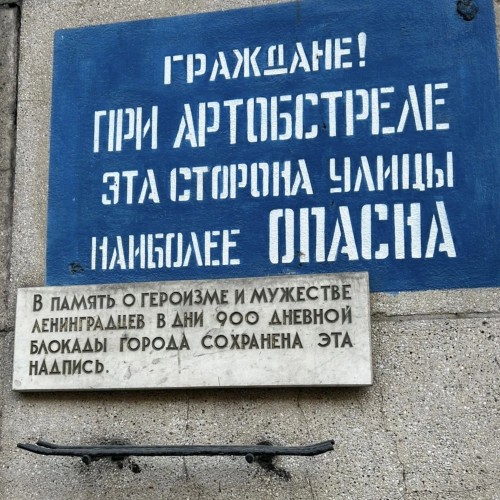 ГРАЖДАНЕ!
ПРИ АРТОБСТРЕЛЕ
ЭТА СТОРОНА УЛИЦЫ
НАИБОЛЕЕ ОПАСНА
В ПАМЯТЬ О ГЕРОИЗМЕ И МУЖЕСТВЕ
ЛЕНИНГРАДЦЕВ В ДНИ 900 ДНЕВНОЙ
БЛОКАДЫ ГОРОДА СОХРАНЕНА ЭТА
НАДПИСЬ.